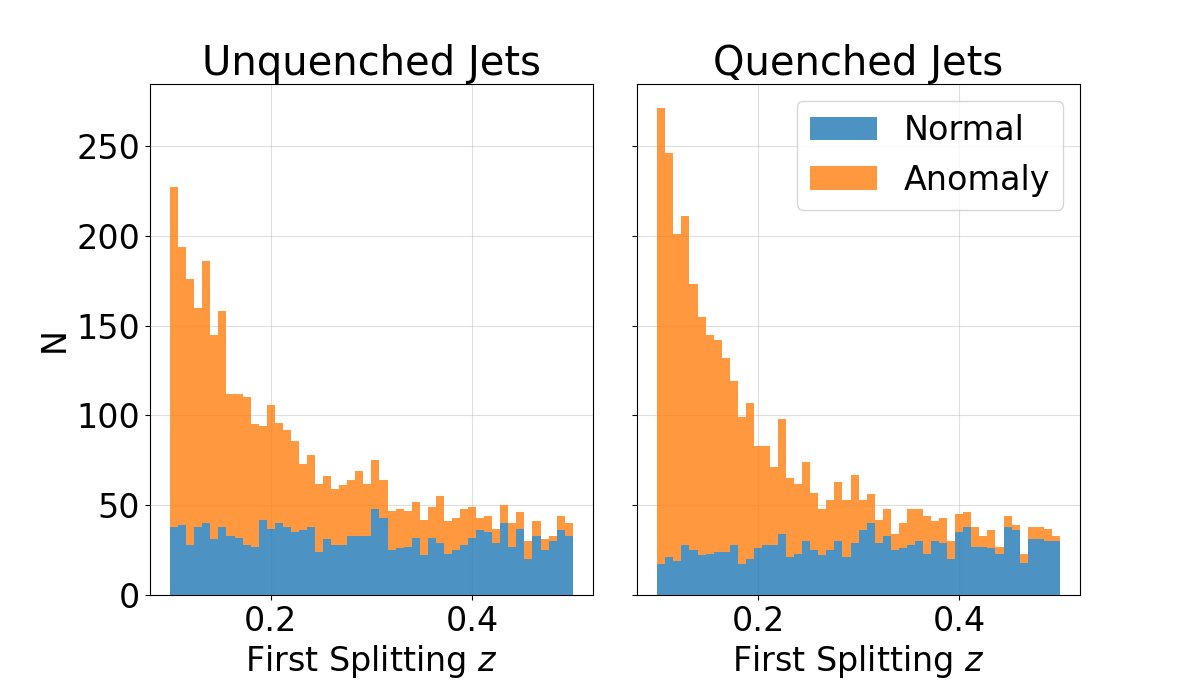 Unquenched Jets
Quenched Jets
Normal
Anomaly
N
250
200
150
100
50
0
0.2
0.4
0.2
0.4
First Splitting z
First Splitting z